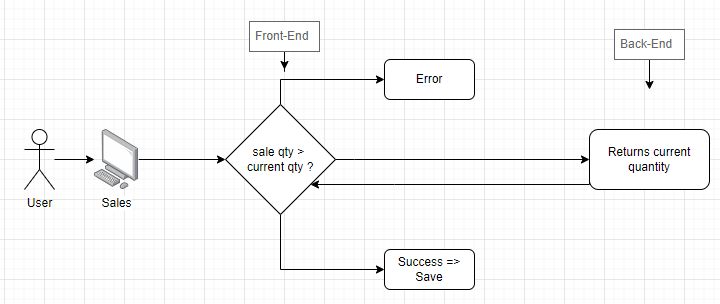 Front-End
Back-End
Error
sale qty >
current qty ?
Returns current
quantity
User
Sales
Success =>
Save